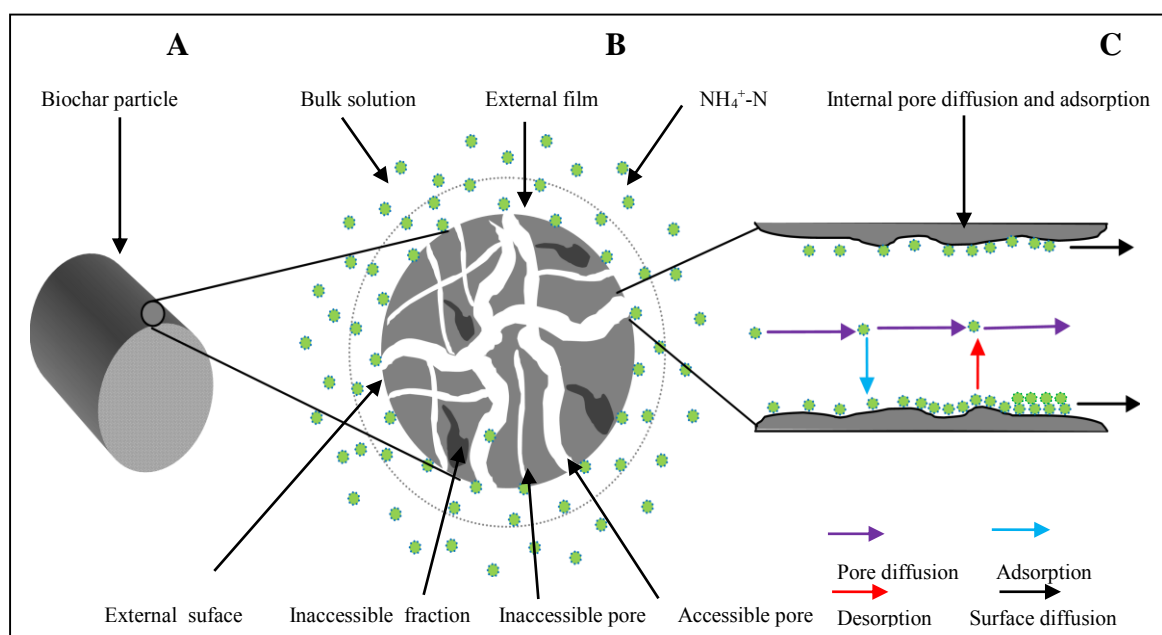 A B C
Biochar particle Bulk solution External film NH₄⁺-N Internal pore diffusion and adsorption
Pore diffusion Adsorption
Desorption Surface diffusion
External suface Inaccessible fraction Inaccessible pore Accessible pore